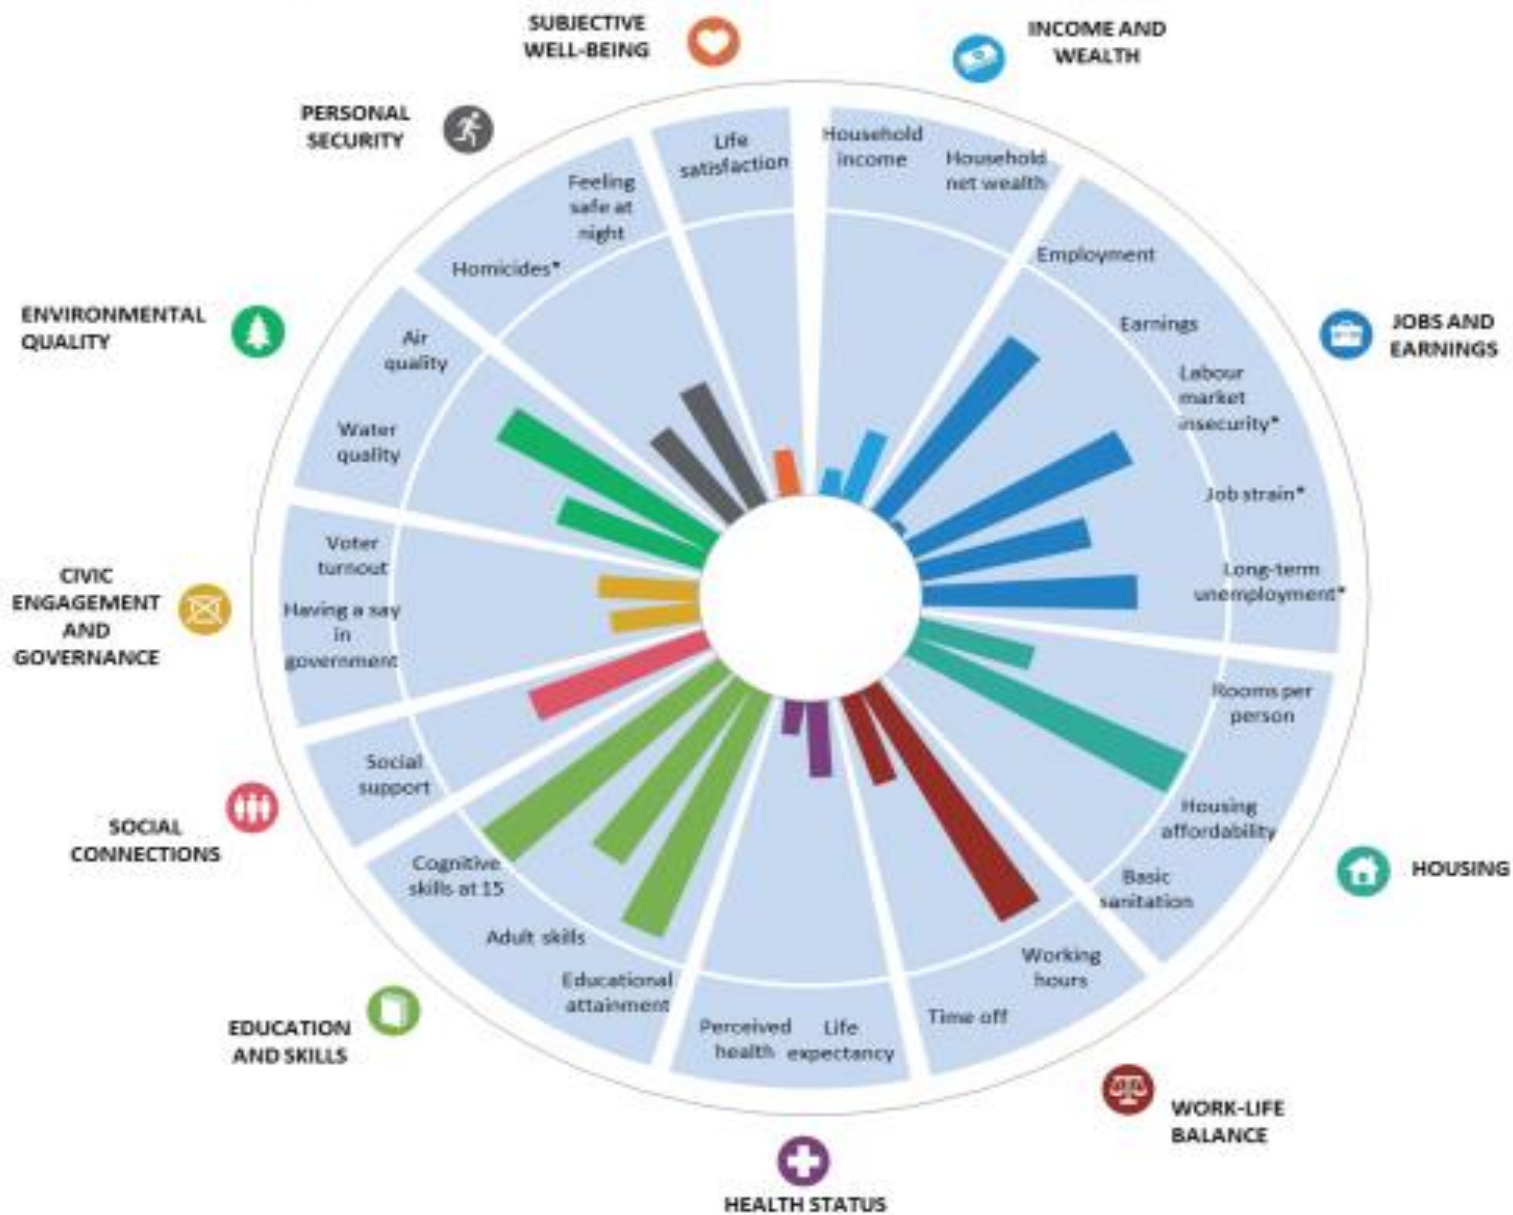 SUBJECTIVE
WELL-BEING
INCOME AND
WEALTH
PERSONAL
SECURITY
Life
satisfaction
Household
income
Household
net wealth
Feeling
safe at
night
Homicides*
Employment
ENVIRONMENTAL
QUALITY
Air
quality
Earnings
JOBS AND
EARNINGS
Labour
market
insecurity*
Water
quality
Job strain*
Voter
turnout
Long-term
unemployment*
CIVIC
ENGAGEMENT
AND
GOVERNANCE
Having a say
in
government
Rooms per
person
Social
support
Housing
affordability
SOCIAL
CONNECTIONS
Cognitive
skills at 15
Basic
sanitation
HOUSING
Adult skills
Working
hours
Educational
attainment
Time off
EDUCATION
AND SKILLS
Perceived
health
Life
expectancy
WORK-LIFE
BALANCE
HEALTH STATUS